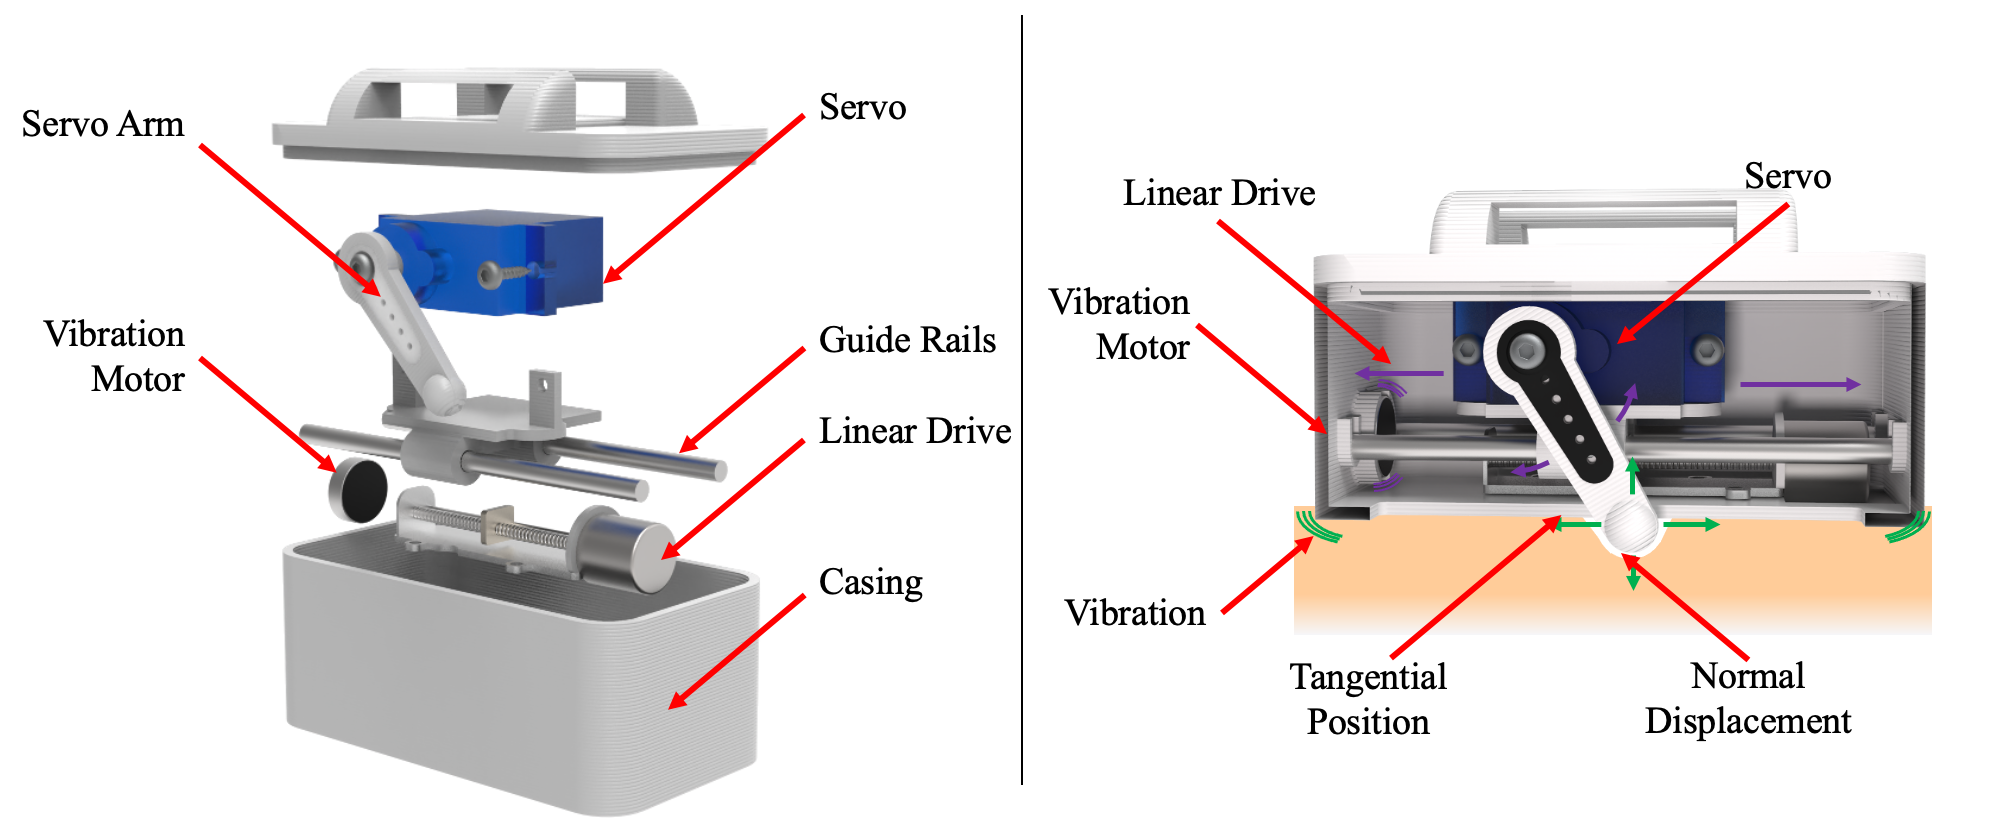 Servo Arm
Servo
Vibration
Motor
Guide Rails
Linear Drive
Casing
Linear Drive
Servo
Vibration
Motor
Vibration
Tangential
Position
Normal
Displacement